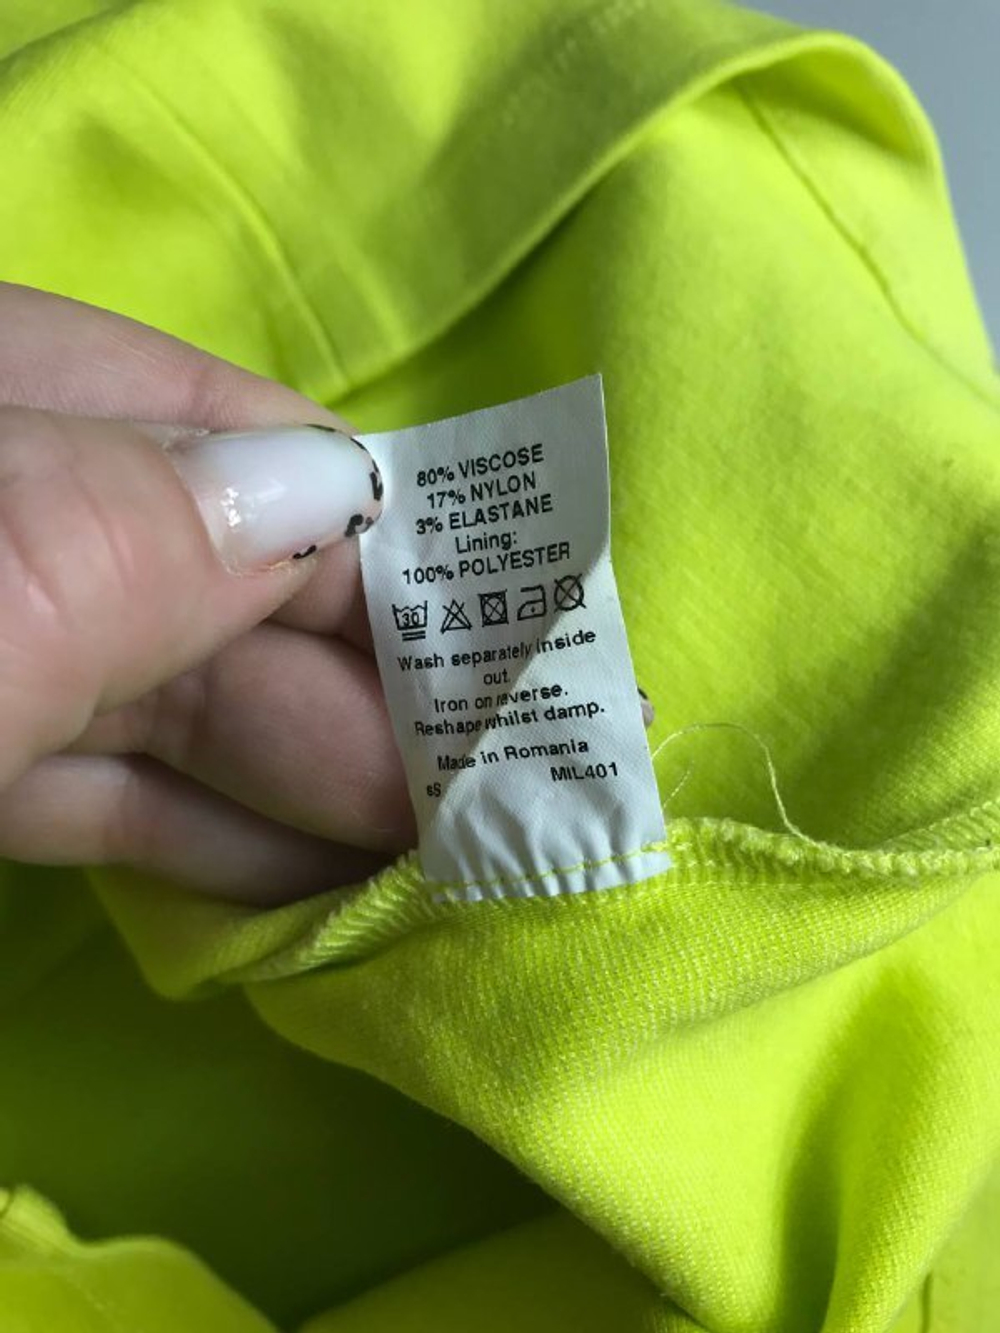 80% VISCOSE
17% NYLON
3% ELASTANE
Lining:
100% POLYESTER
30
Wash separately inside
out.
Iron on reverse.
Reshape whilst damp.
Made in Romania
MIL401